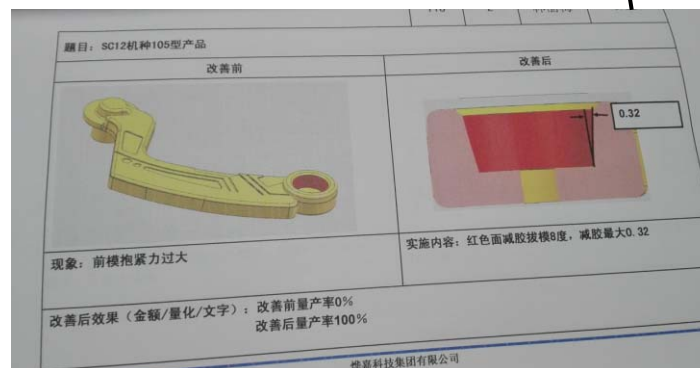 题目：SC12机种105型产品
改善前
改善后
0.32
现象：前模抱紧力过大
实施内容：红色面减胶拔模8度，减胶最大0.32
改善后效果（金额/量化/文字）：改善前量产率0%
改善后量产率100%
烨嘉科技集团有限公司